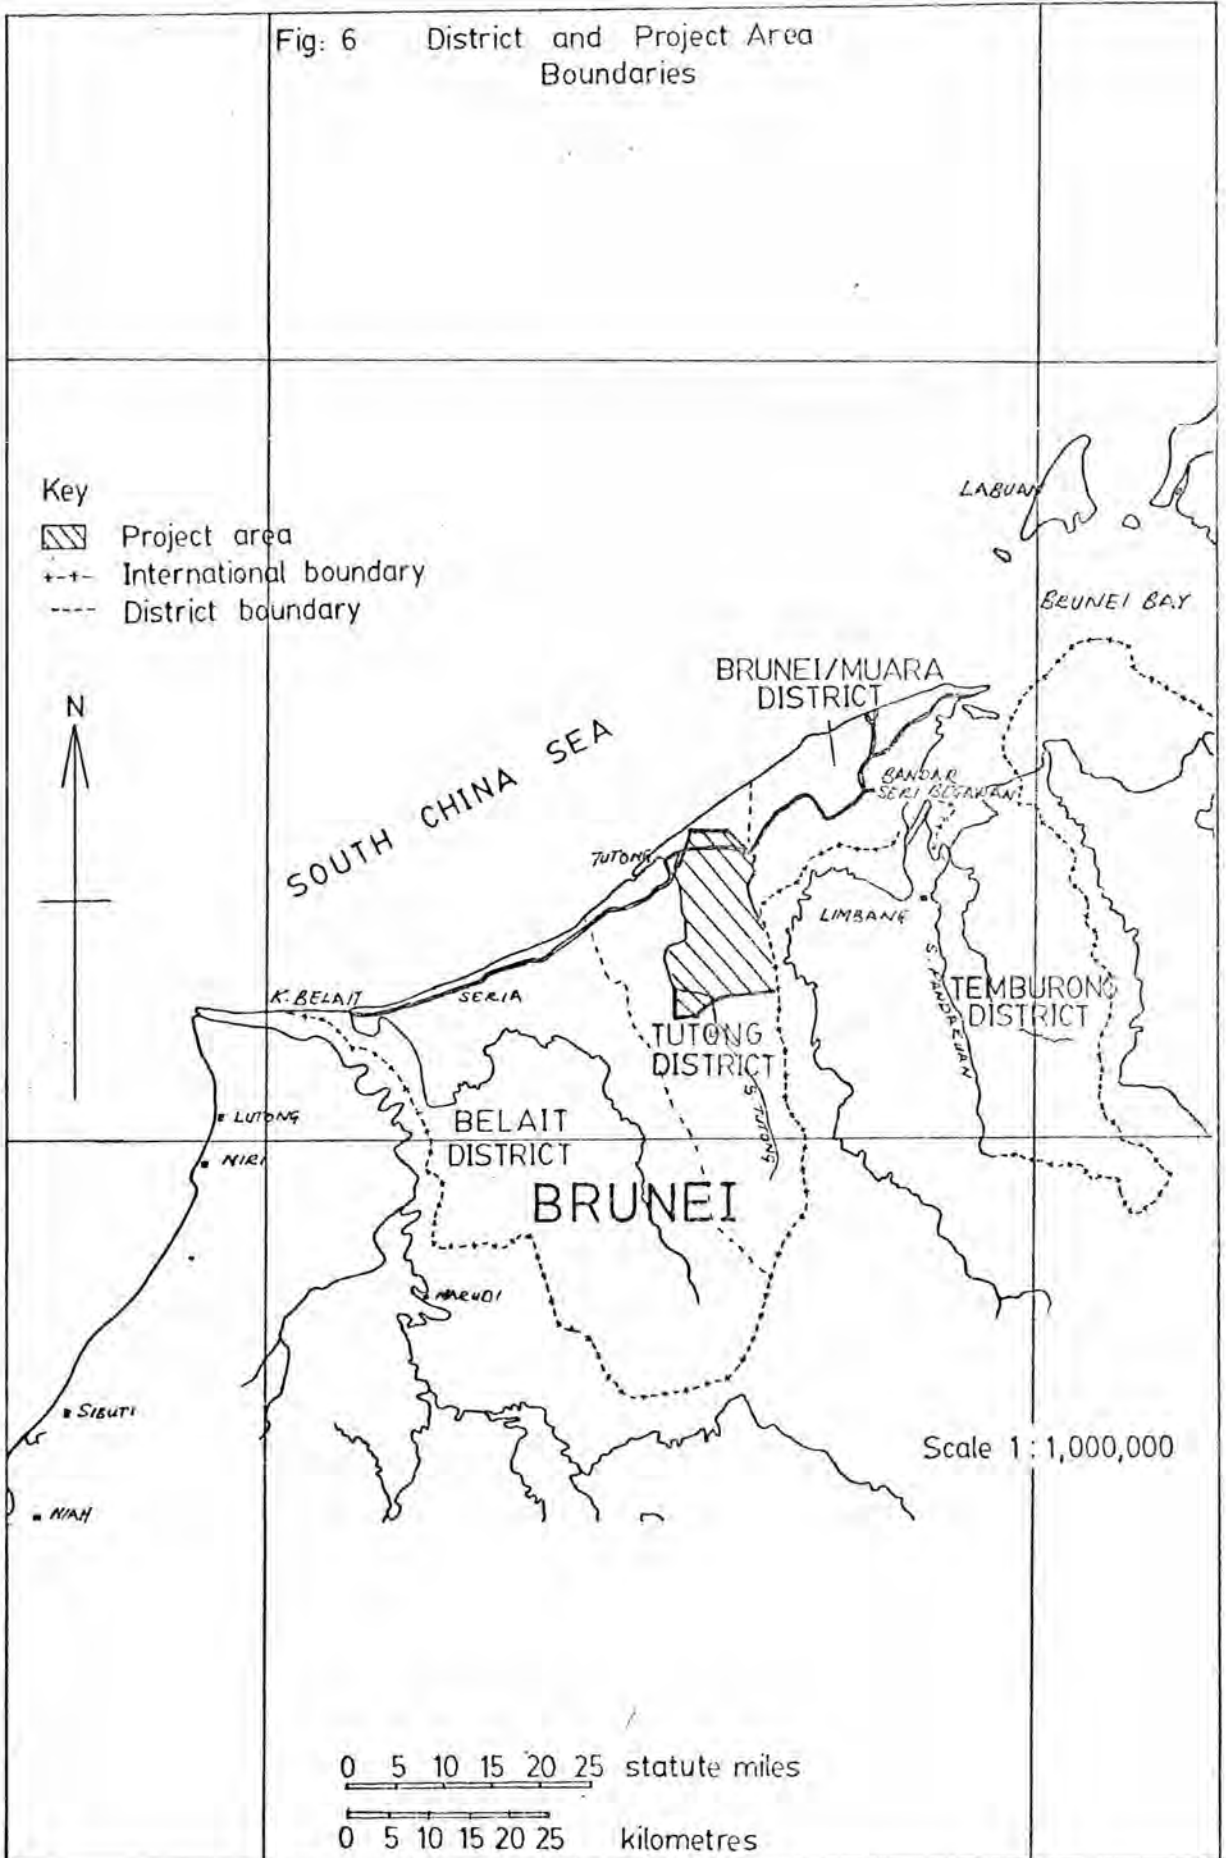 Fig: 6 District and Project Area
Boundaries
Key
Project area
International boundary
District boundary
N
SOUTH CHINA SEA
LABUAN
BRUNEI BAY
BRUNEI/MUARA
DISTRICT
BANDAR
SERI BEGAWAN
TUTONG
LIMBANG
S. PANDARUAN
TEMBURONG
DISTRICT
K. BELAIT
SERIA
TUTONG
DISTRICT
S. TUTONG
LUTONG
BELAIT
DISTRICT
MIRI
BRUNEI
MARUDI
SIBUTI
Scale 1:1,000,000
NIAH
0 5 10 15 20 25 statute miles
0 5 10 15 20 25 kilometres